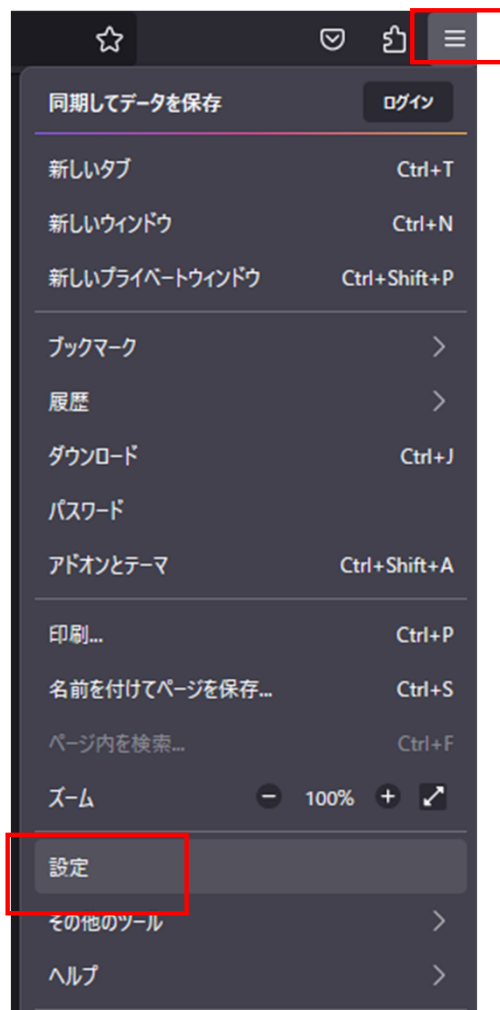 同期してデータを保存 ログイン
新しいタブ Ctrl+T
新しいウィンドウ Ctrl+N
新しいプライベートウィンドウ Ctrl+Shift+P
ブックマーク
履歴
ダウンロード Ctrl+J
パスワード
アドオンとテーマ Ctrl+Shift+A
印刷... Ctrl+P
名前を付けてページを保存... Ctrl+S
ページ内を検索... Ctrl+F
ズーム 100%
設定
その他のツール
ヘルプ